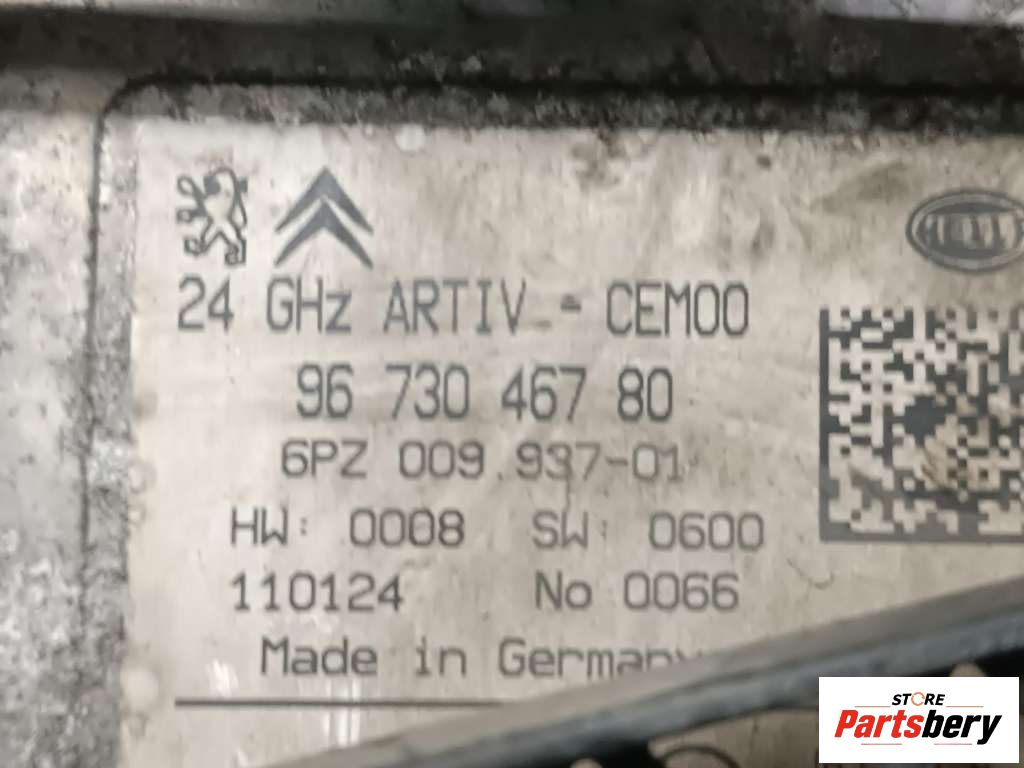 HELLA
24 GHz ARTIV - CEM00
96 730 467 80
6PZ 009 937-01
HW: 0008 SW: 0600
110124 No 0066
Made in Germany
STORE
Partsbery